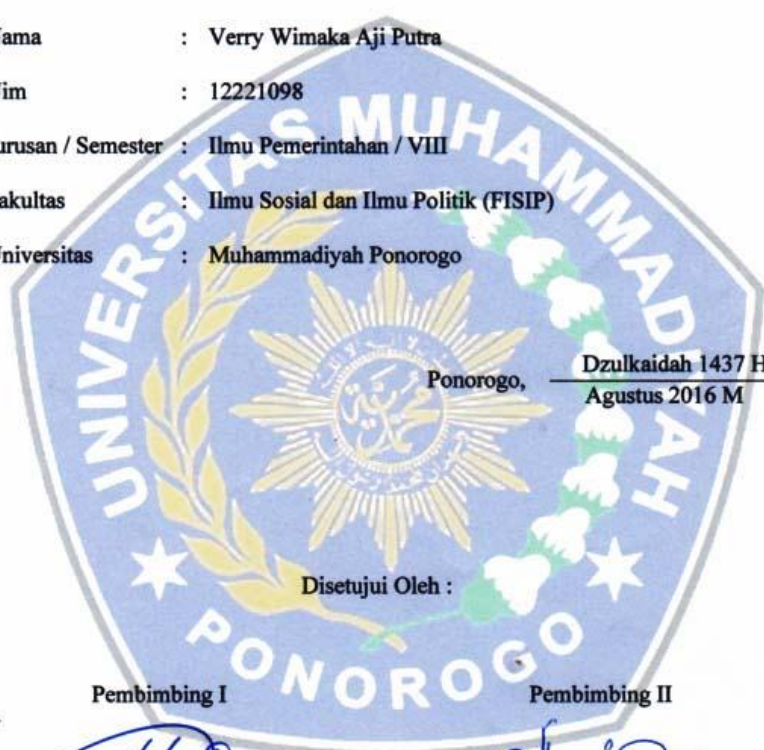 Nama : Verry Wimaka Aji Putra
Nim : 12221098
Jurusan / Semester : Ilmu Pemerintahan / VIII
Fakultas : Ilmu Sosial dan Ilmu Politik (FISIP)
Universitas : Muhammadiyah Ponorogo
UNIVERSITAS MUHAMMADIYAH
Ponorogo, Dzulkaidah 1437 H
Agustus 2016 M
Disetujui Oleh :
PONOROGO
Pembimbing I Pembimbing II